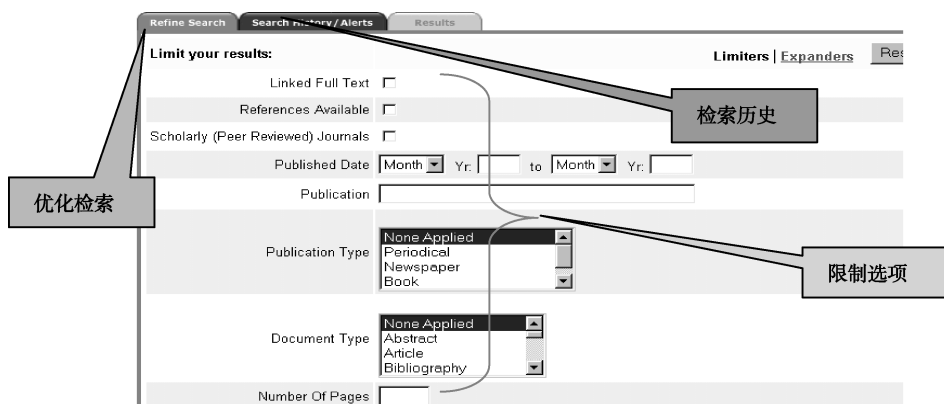 Refine Search Search History/Alerts Results
Limit your results: Limiters | Expanders Res
Linked Full Text
References Available
检索历史
Scholarly (Peer Reviewed) Journals
Published Date Month Yr: to Month Yr:
优化检索
Publication
Publication Type None Applied
Periodical
Newspaper
Book
限制选项
Document Type None Applied
Abstract
Article
Bibliography
Number Of Pages